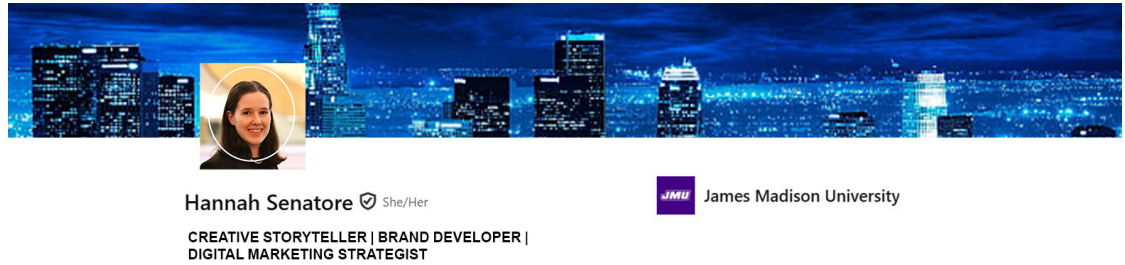 Hannah Senatore She/Her
CREATIVE STORYTELLER | BRAND DEVELOPER |
DIGITAL MARKETING STRATEGIST
JMU James Madison University